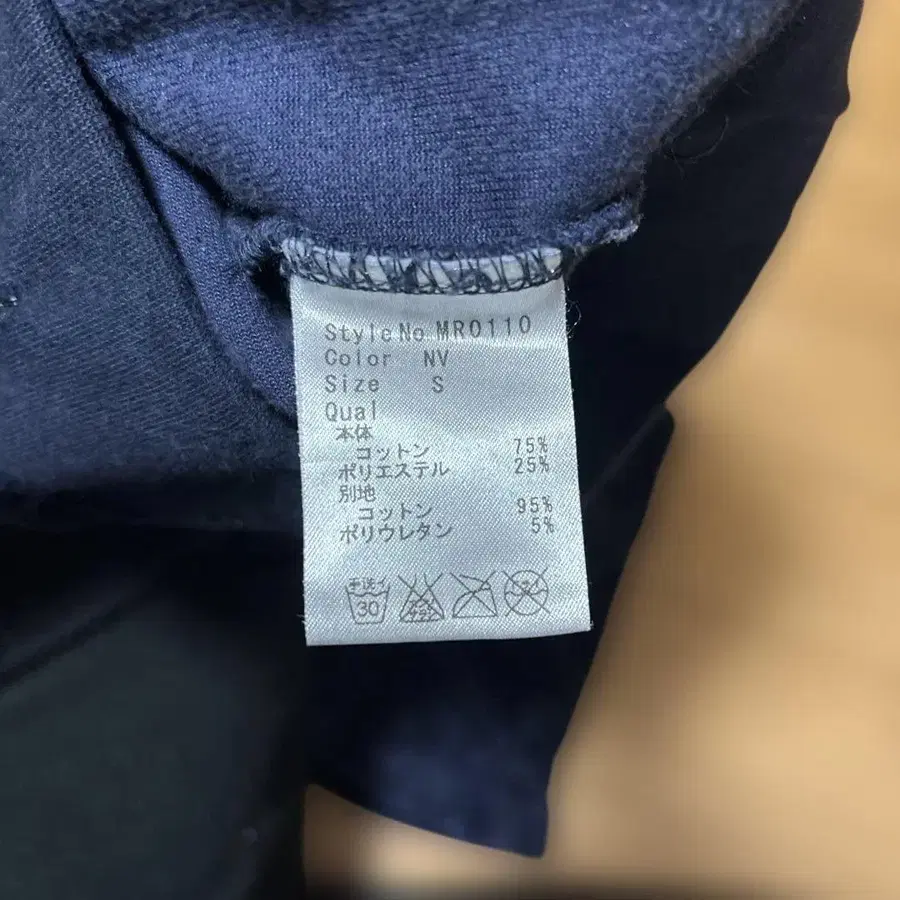 Style No MR0110
Color NV
Size S
Qual
本体
コットン 75%
ポリエステル 25%
別地
コットン 95%
ポリウレタン 5%
手洗イ
30